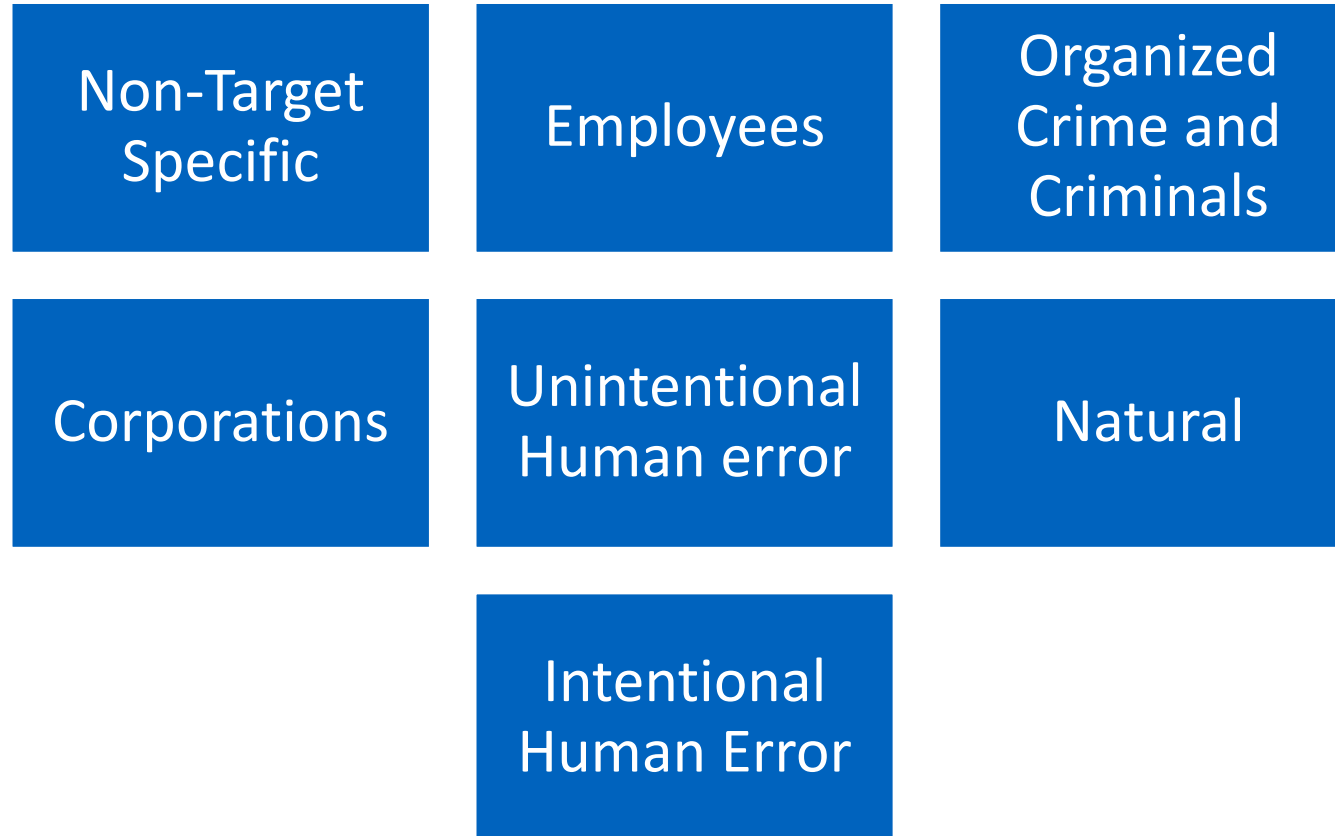 Non-Target
Specific
Employees
Organized
Crime and
Criminals
Corporations
Unintentional
Human error
Natural
Intentional
Human Error